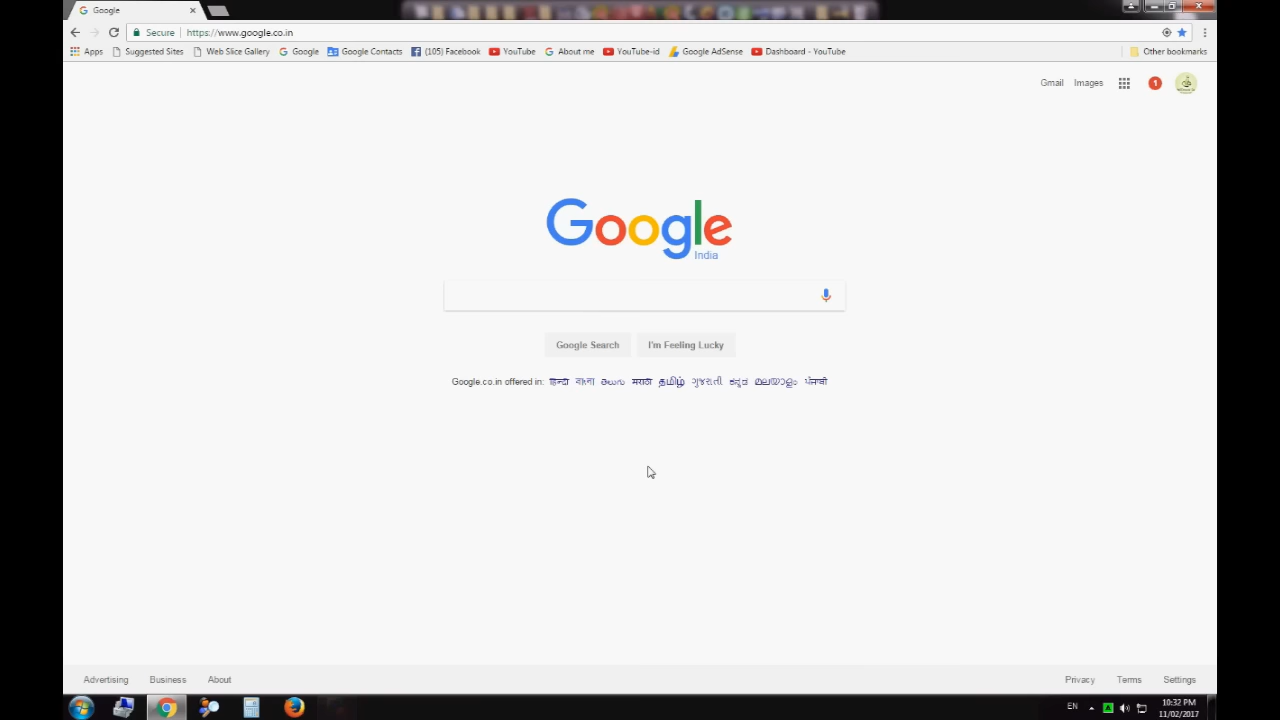 Google
Secure https://www.google.co.in
Apps Suggested Sites Web Slice Gallery Google Google Contacts (105) Facebook YouTube About me YouTube-id Google AdSense Dashboard - YouTube Other bookmarks
Gmail Images 1
Google
India
Google Search I'm Feeling Lucky
Google.co.in offered in: हिन्दी বাংলা తెలుగు मराठी தமிழ் ગુજરાતી ಕನ್ನಡ മലയാളം ਪੰਜਾਬੀ
Advertising Business About Privacy Terms Settings
EN 10:32 PM
11/02/2017